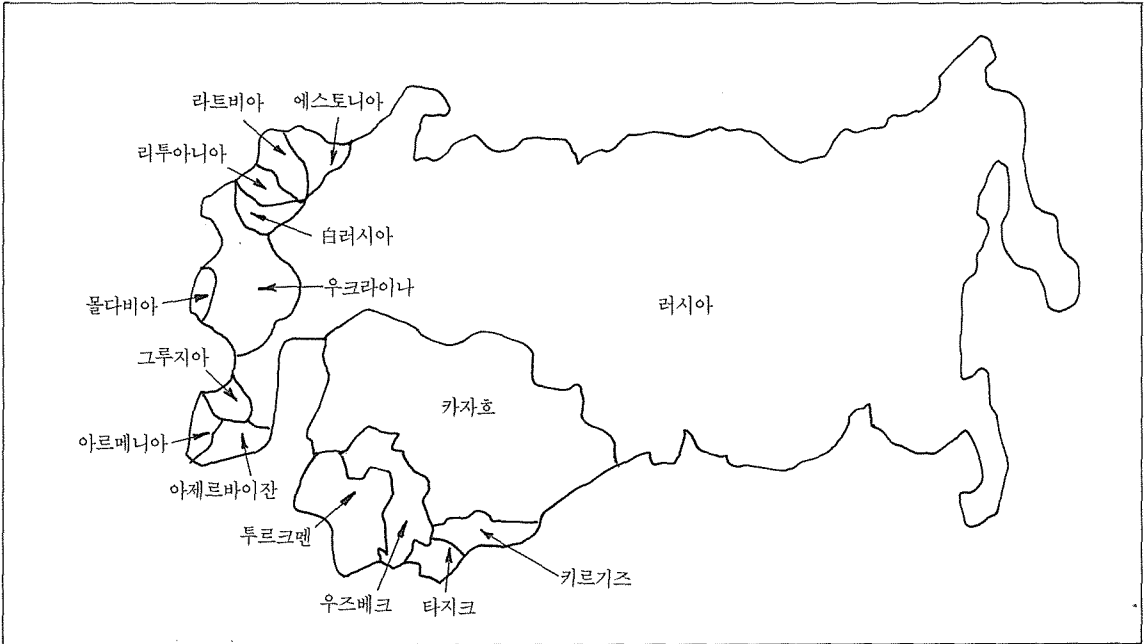 라트비아 에스토니아
리투아니아
白러시아
우크라이나
몰다비아
러시아
그루지아
카자흐
아르메니아
아제르바이잔
투르크멘
키르기즈
우즈베크 타지크